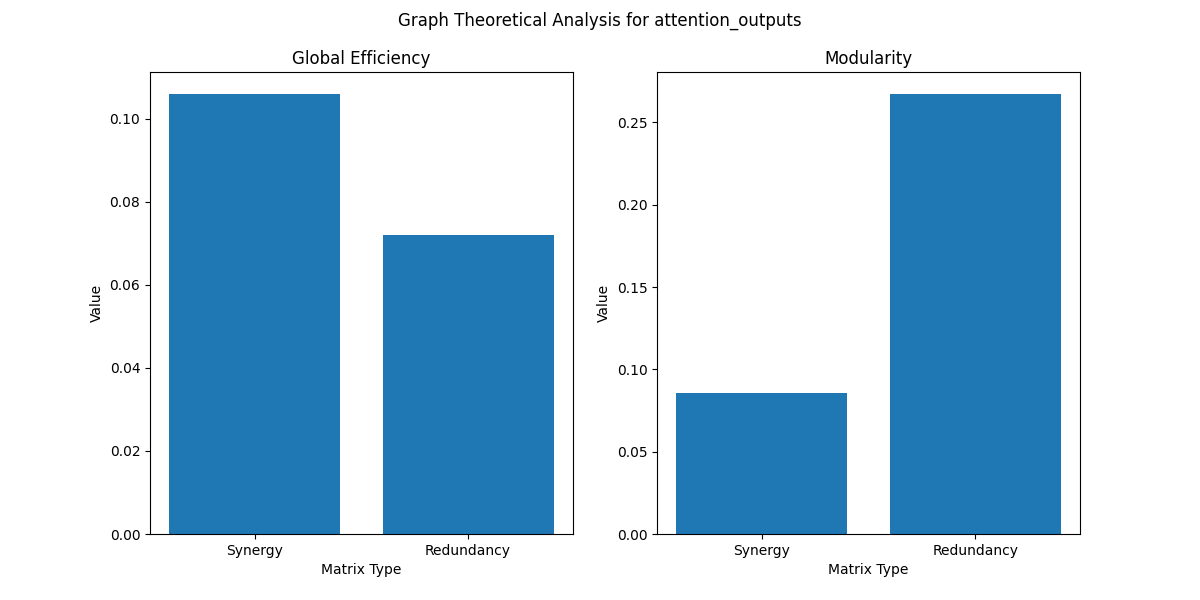 Graph Theoretical Analysis for attention_outputs
Global Efficiency
0.10
0.08
0.06
0.04
0.02
0.00
Value
Synergy
Redundancy
Matrix Type
Modularity
0.25
0.20
0.15
0.10
0.05
0.00
Value
Synergy
Redundancy
Matrix Type